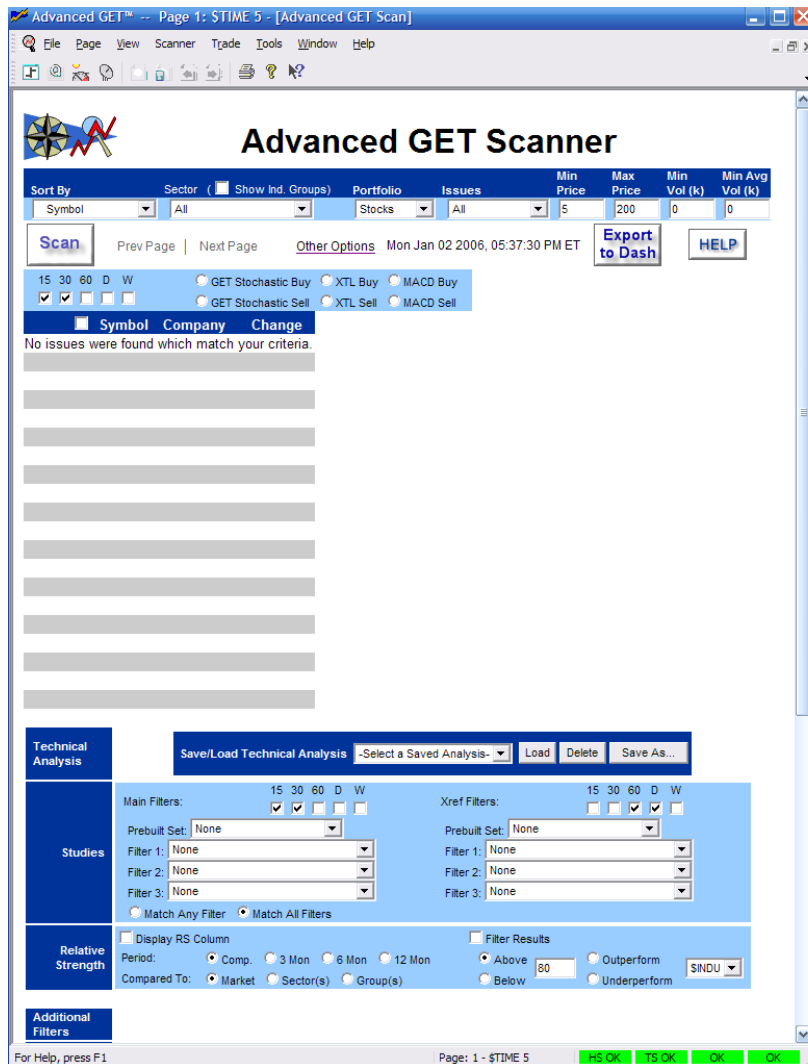 Advanced GET™ -- Page 1: $TIME 5 - [Advanced GET Scan]
File Page View Scanner Trade Tools Window Help
Advanced GET Scanner
Sort By Sector ( Show Ind. Groups) Portfolio Issues Min Price Max Price Min Vol (k) Min Avg Vol (k)
Symbol All Stocks All 5 200 0 0
Scan Prev Page | Next Page Other Options Mon Jan 02 2006, 05:37:30 PM ET Export to Dash HELP
15 30 60 D W GET Stochastic Buy XTL Buy MACD Buy
GET Stochastic Sell XTL Sell MACD Sell
Symbol Company Change
No issues were found which match your criteria.
Technical Analysis Save/Load Technical Analysis -Select a Saved Analysis- Load Delete Save As...
Studies
Main Filters: 15 30 60 D W Xref Filters: 15 30 60 D W
Prebuilt Set: None Prebuilt Set: None
Filter 1: None Filter 1: None
Filter 2: None Filter 2: None
Filter 3: None Filter 3: None
Match Any Filter Match All Filters
Relative Strength
Display RS Column Filter Results
Period: Comp. 3 Mon 6 Mon 12 Mon Above 80 Outperform $INDU
Compared To: Market Sector(s) Group(s) Below Underperform
Additional Filters
For Help, press F1 Page: 1 - $TIME 5 HS OK TS OK OK OK